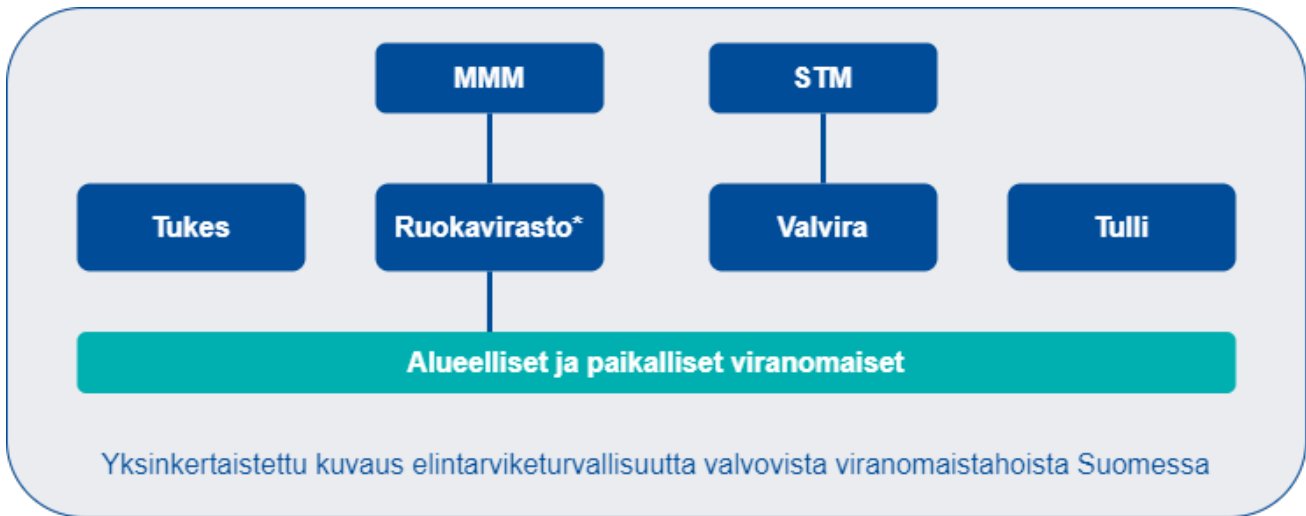 MMM
STM
Tukes
Ruokavirasto*
Valvira
Tulli
Alueelliset ja paikalliset viranomaiset
Yksinkertaistettu kuvaus elintarviketurvallisuutta valvovista viranomaistahoista Suomessa